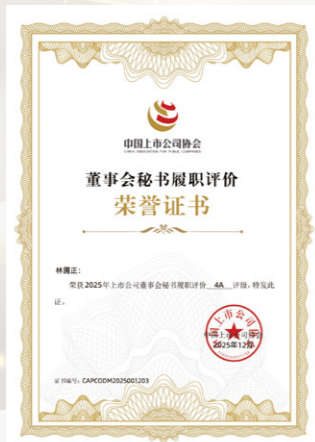 中国上市公司协会
CHINA ASSOCIATION FOR PUBLIC COMPANIES
董事会秘书履职评价
荣誉证书
林圊正:
荣获2025年上市公司董事会秘书履职评价 4A 评级,特发此
证。
中国上市公司协会
2025年12月
证书编号:CAPCODM2025001203